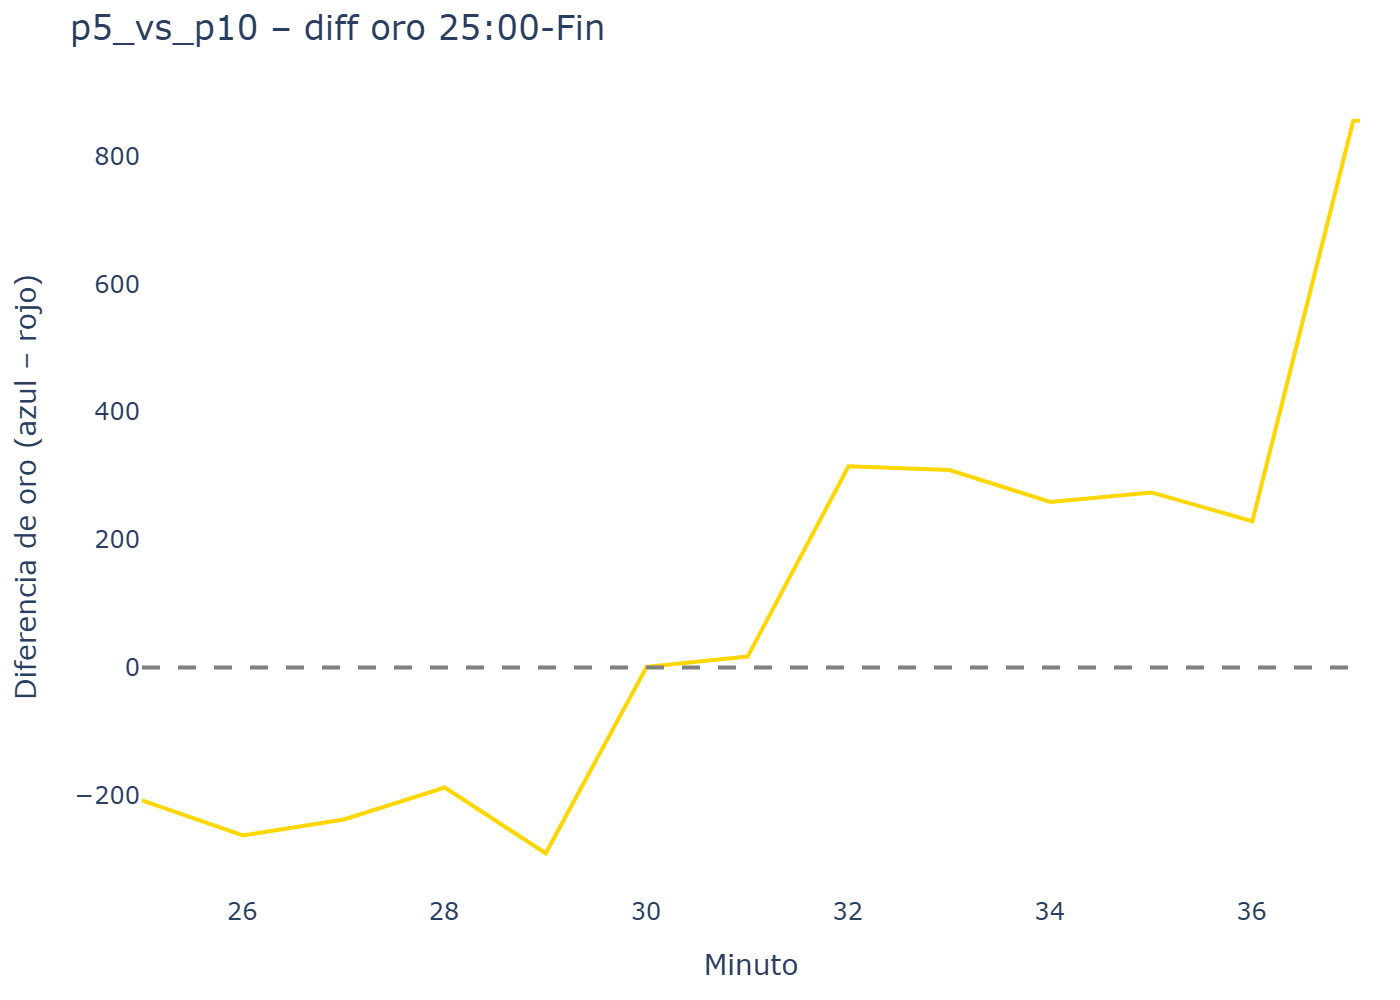 p5_vs_p10 – diff oro 25:00-Fin
Diferencia de oro (azul – rojo)
800
600
400
200
0
−200
26 28 30 32 34 36
Minuto